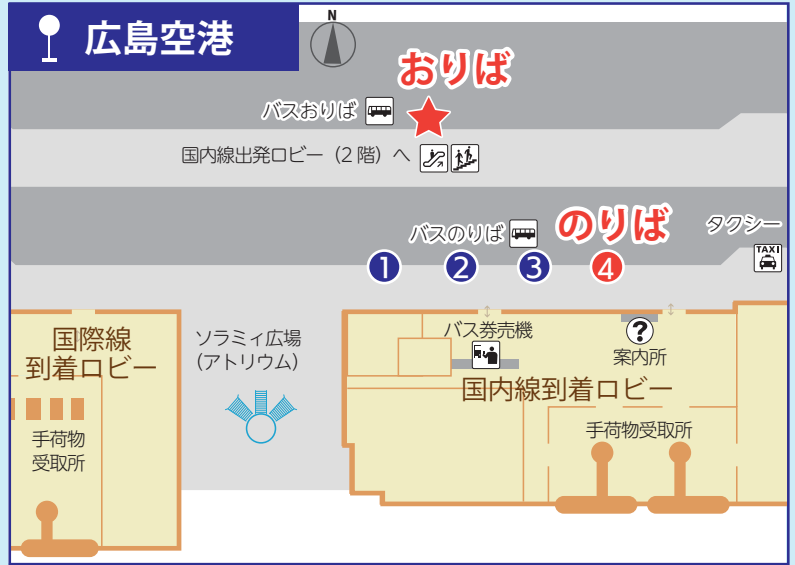 広島空港
N
おりば
バスおりば
国内線出発ロビー（2階）へ
のりば
バスのりば
タクシー
TAXI
1
2
3
4
国際線
到着ロビー
ソラミィ広場
（アトリウム）
バス券売機
?
案内所
国内線到着ロビー
手荷物
受取所
手荷物受取所